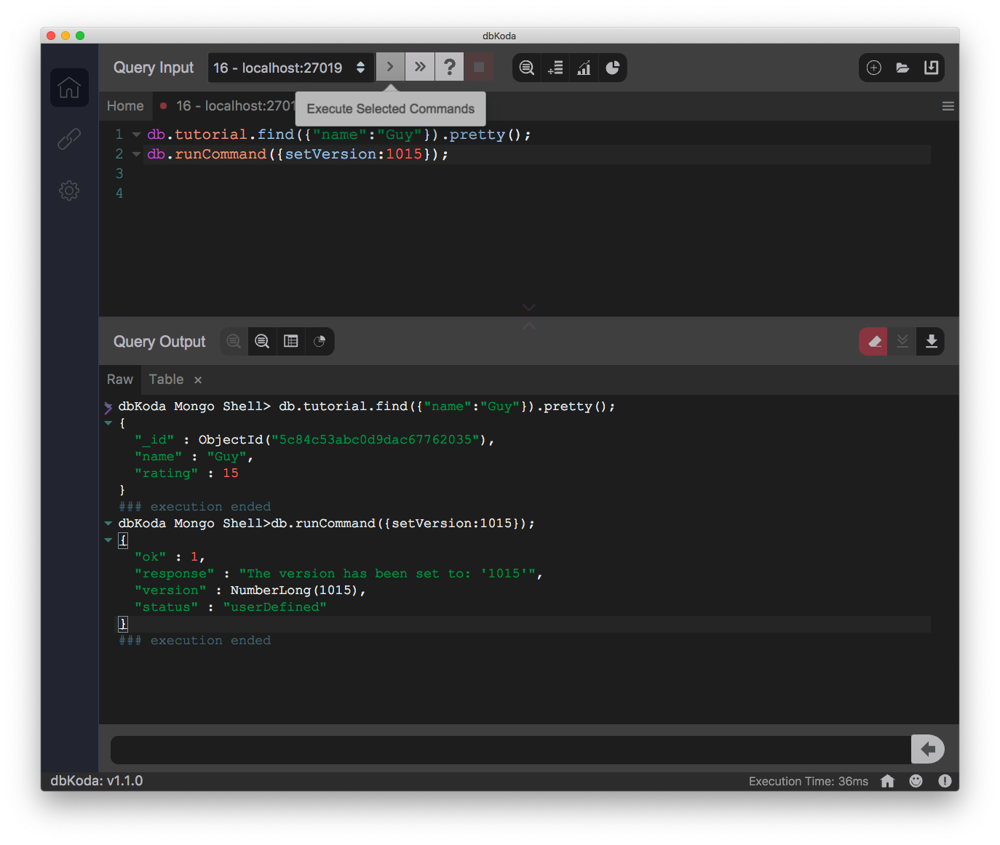 dbKoda
Query Input
16 - localhost:27019
?
Home
16 - localhost:2701
Execute Selected Commands
1 db.tutorial.find({"name":"Guy"}).pretty();
2 db.runCommand({setVersion:1015});
3
4
Query Output
Raw
Table ×
dbKoda Mongo Shell> db.tutorial.find({"name":"Guy"}).pretty();
{
"_id" : ObjectId("5c84c53abc0d9dac67762035"),
"name" : "Guy",
"rating" : 15
}
### execution ended
dbKoda Mongo Shell>db.runCommand({setVersion:1015});
{
"ok" : 1,
"response" : "The version has been set to: '1015'",
"version" : NumberLong(1015),
"status" : "userDefined"
}
### execution ended
dbKoda: v1.1.0
Execution Time: 36ms